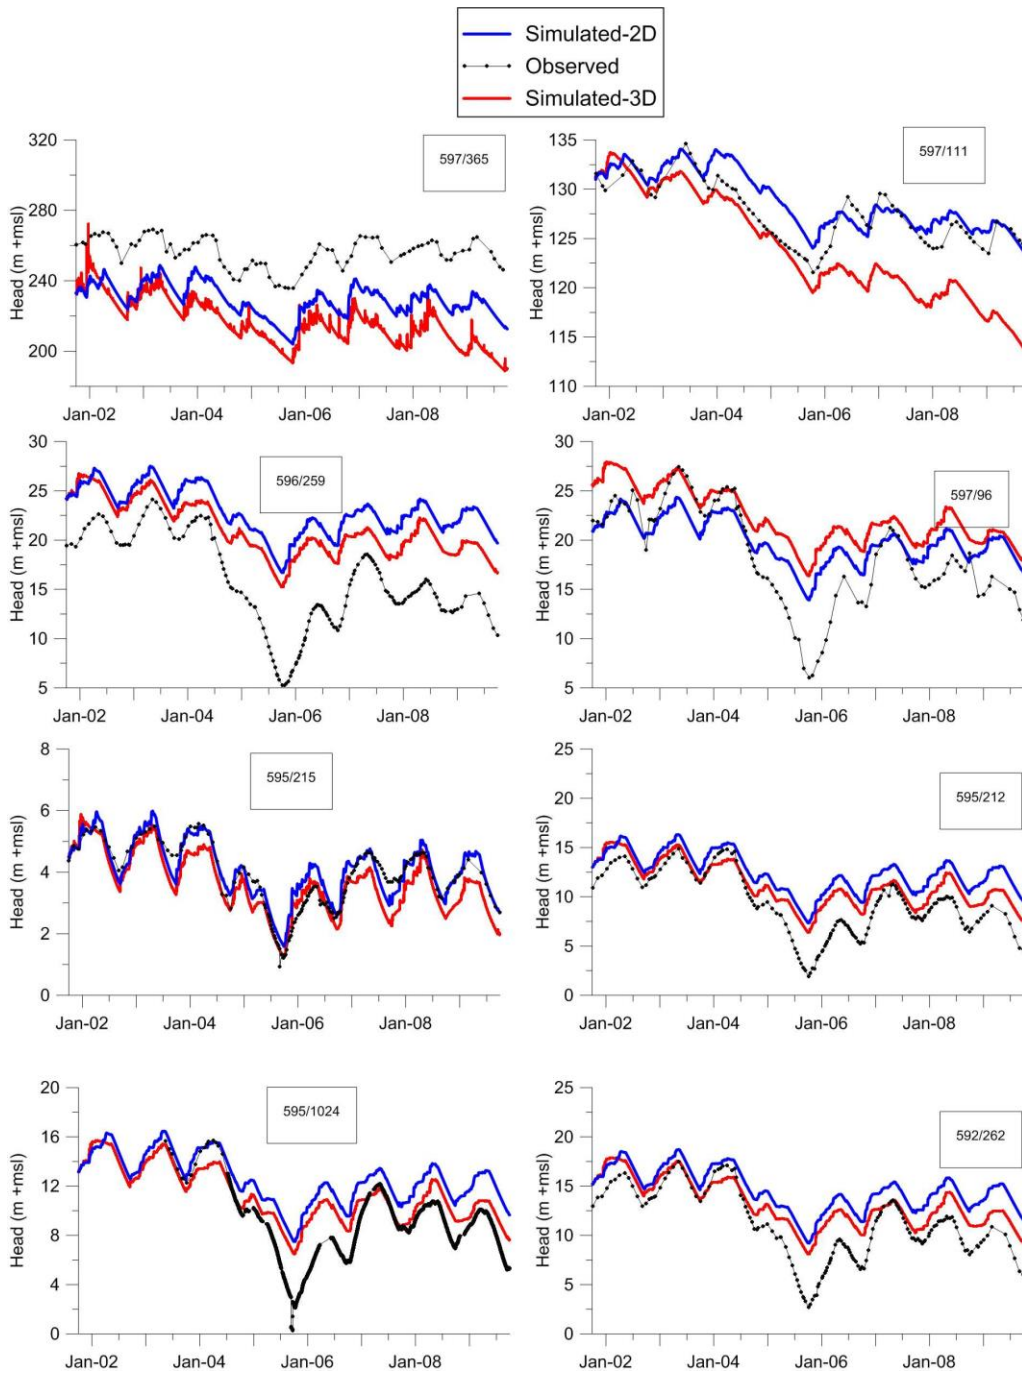 Simulated-2D
Observed
Simulated-3D
320
280
240
200
Head (m +msl)
597/365
Jan-02 Jan-04 Jan-06 Jan-08
135
130
125
120
115
110
Head (m +msl)
597/111
Jan-02 Jan-04 Jan-06 Jan-08
30
25
20
15
10
5
Head (m +msl)
596/259
Jan-02 Jan-04 Jan-06 Jan-08
30
25
20
15
10
5
Head (m +msl)
597/96
Jan-02 Jan-04 Jan-06 Jan-08
8
6
4
2
0
Head (m +msl)
595/215
Jan-02 Jan-04 Jan-06 Jan-08
25
20
15
10
5
0
Head (m +msl)
595/212
Jan-02 Jan-04 Jan-06 Jan-08
20
16
12
8
4
0
Head (m +msl)
595/1024
Jan-02 Jan-04 Jan-06 Jan-08
25
20
15
10
5
0
Head (m +msl)
592/262
Jan-02 Jan-04 Jan-06 Jan-08